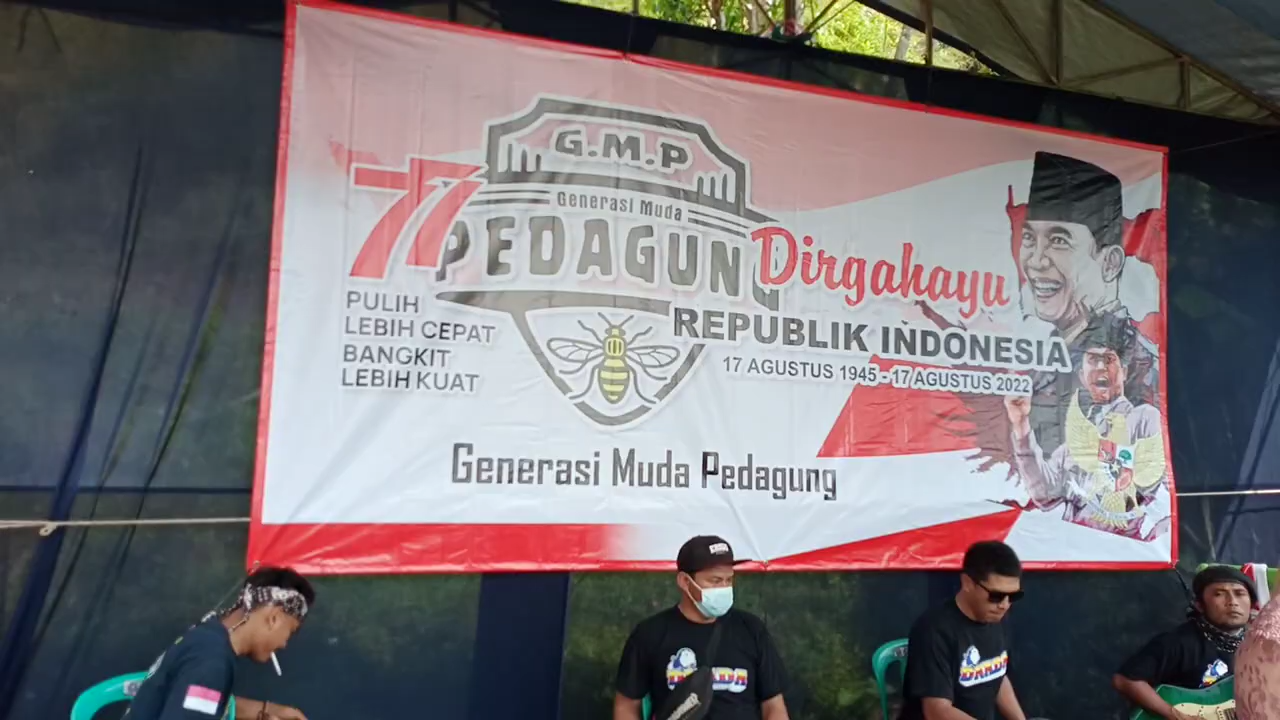 G.M.P
Generasi Muda
PEDAGUNG
77
PULIH
LEBIH CEPAT
BANGKIT
LEBIH KUAT
Dirgahayu
REPUBLIK INDONESIA
17 AGUSTUS 1945 - 17 AGUSTUS 2022
Generasi Muda Pedagung